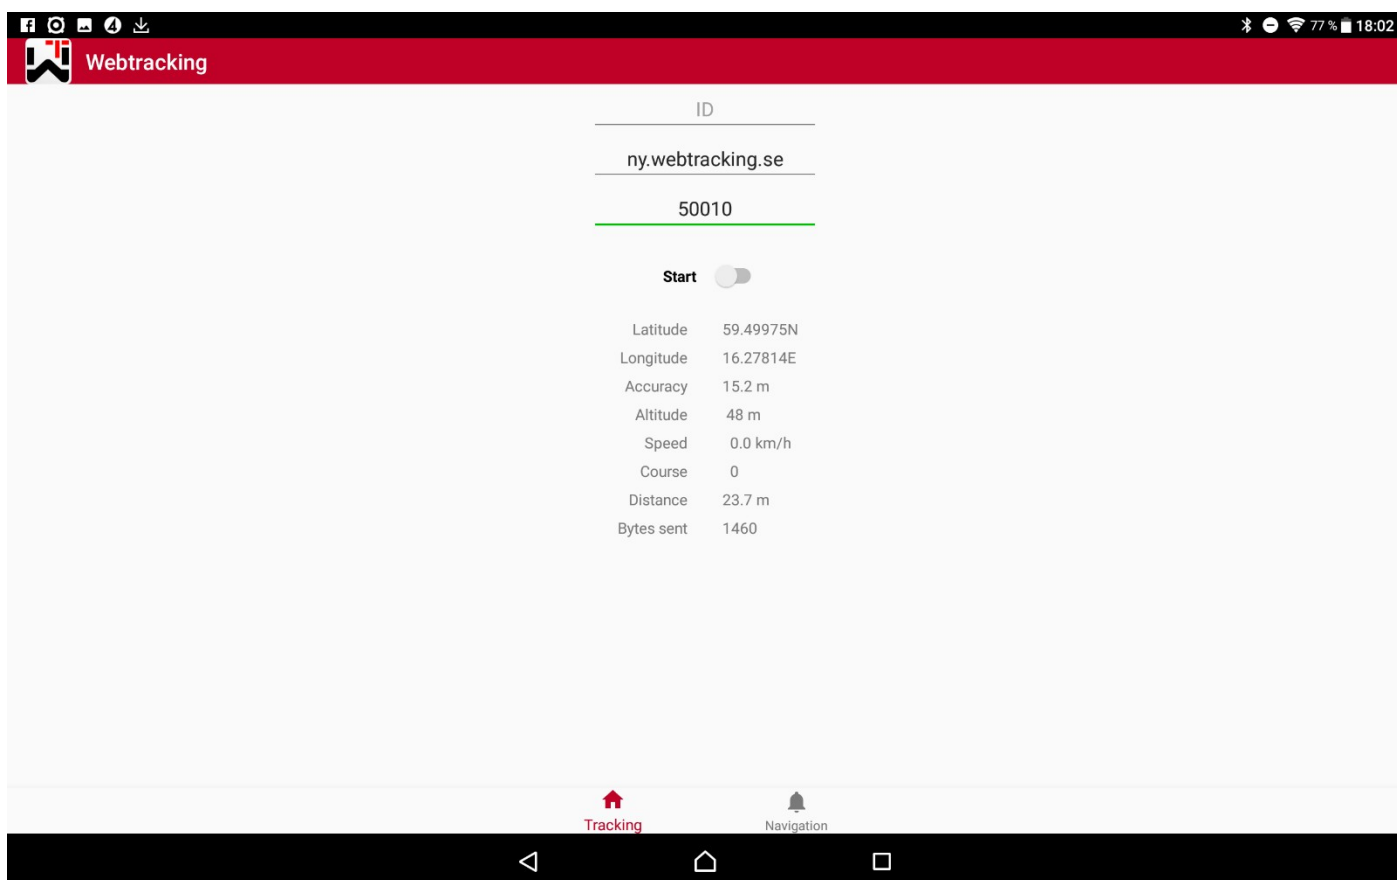 77 % 18:02
Webtracking
ID
ny.webtracking.se
50010
Start
Latitude 59.49975N
Longitude 16.27814E
Accuracy 15.2 m
Altitude 48 m
Speed 0.0 km/h
Course 0
Distance 23.7 m
Bytes sent 1460
Tracking Navigation